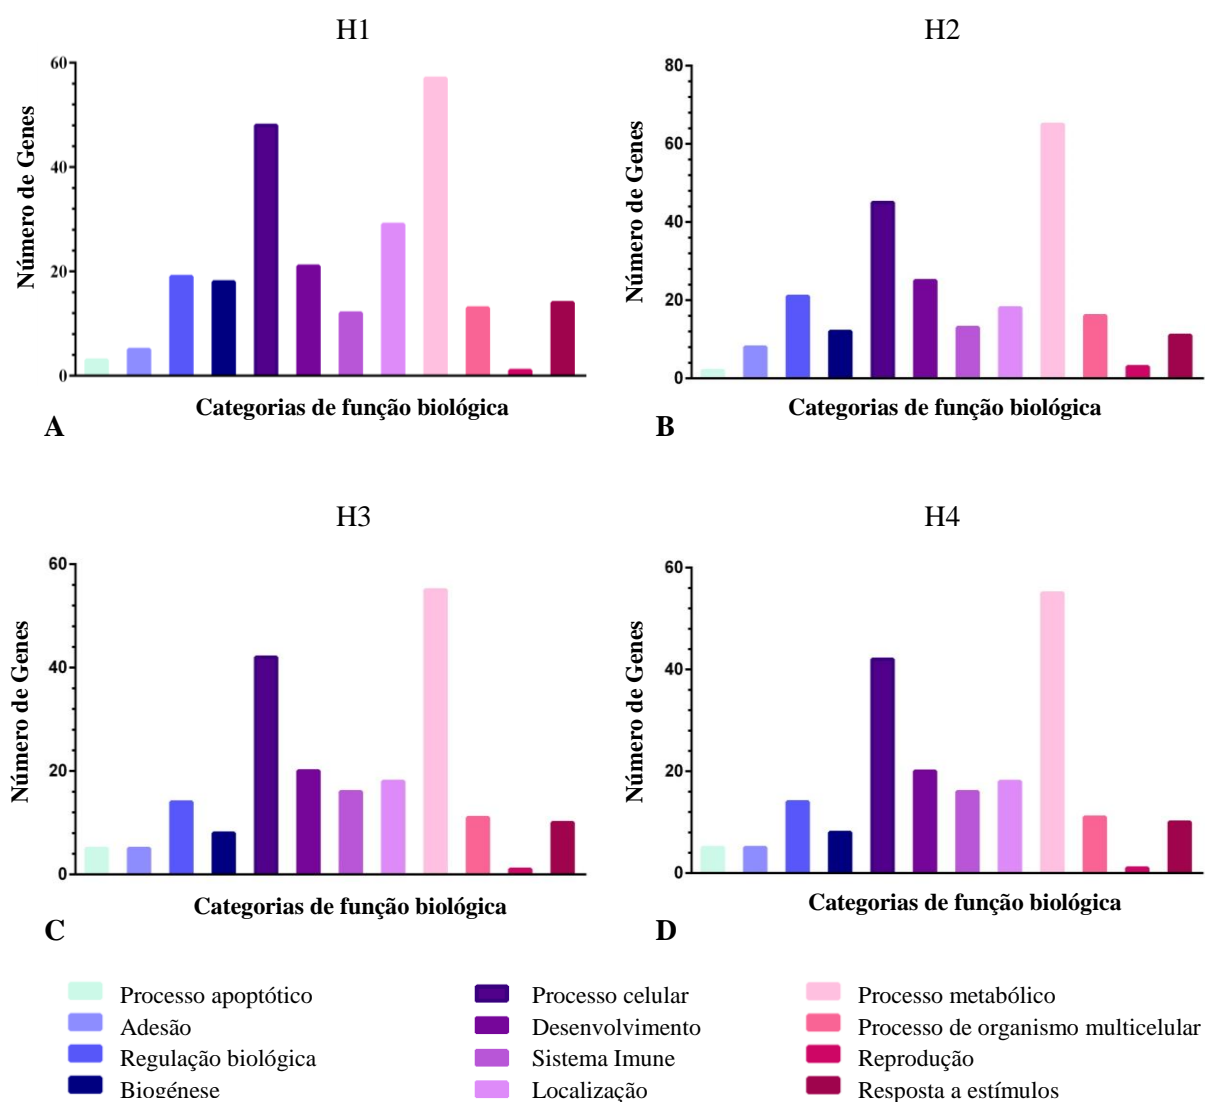 H1
60
40
20
0
Número de Genes
Categorias de função biológica
A
H2
80
60
40
20
0
Número de Genes
Categorias de função biológica
B
H3
60
40
20
0
Número de Genes
Categorias de função biológica
C
H4
60
40
20
0
Número de Genes
Categorias de função biológica
D
Processo apoptótico
Adesão
Regulação biológica
Biogénese
Processo celular
Desenvolvimento
Sistema Imune
Localização
Processo metabólico
Processo de organismo multicelular
Reprodução
Resposta a estímulos